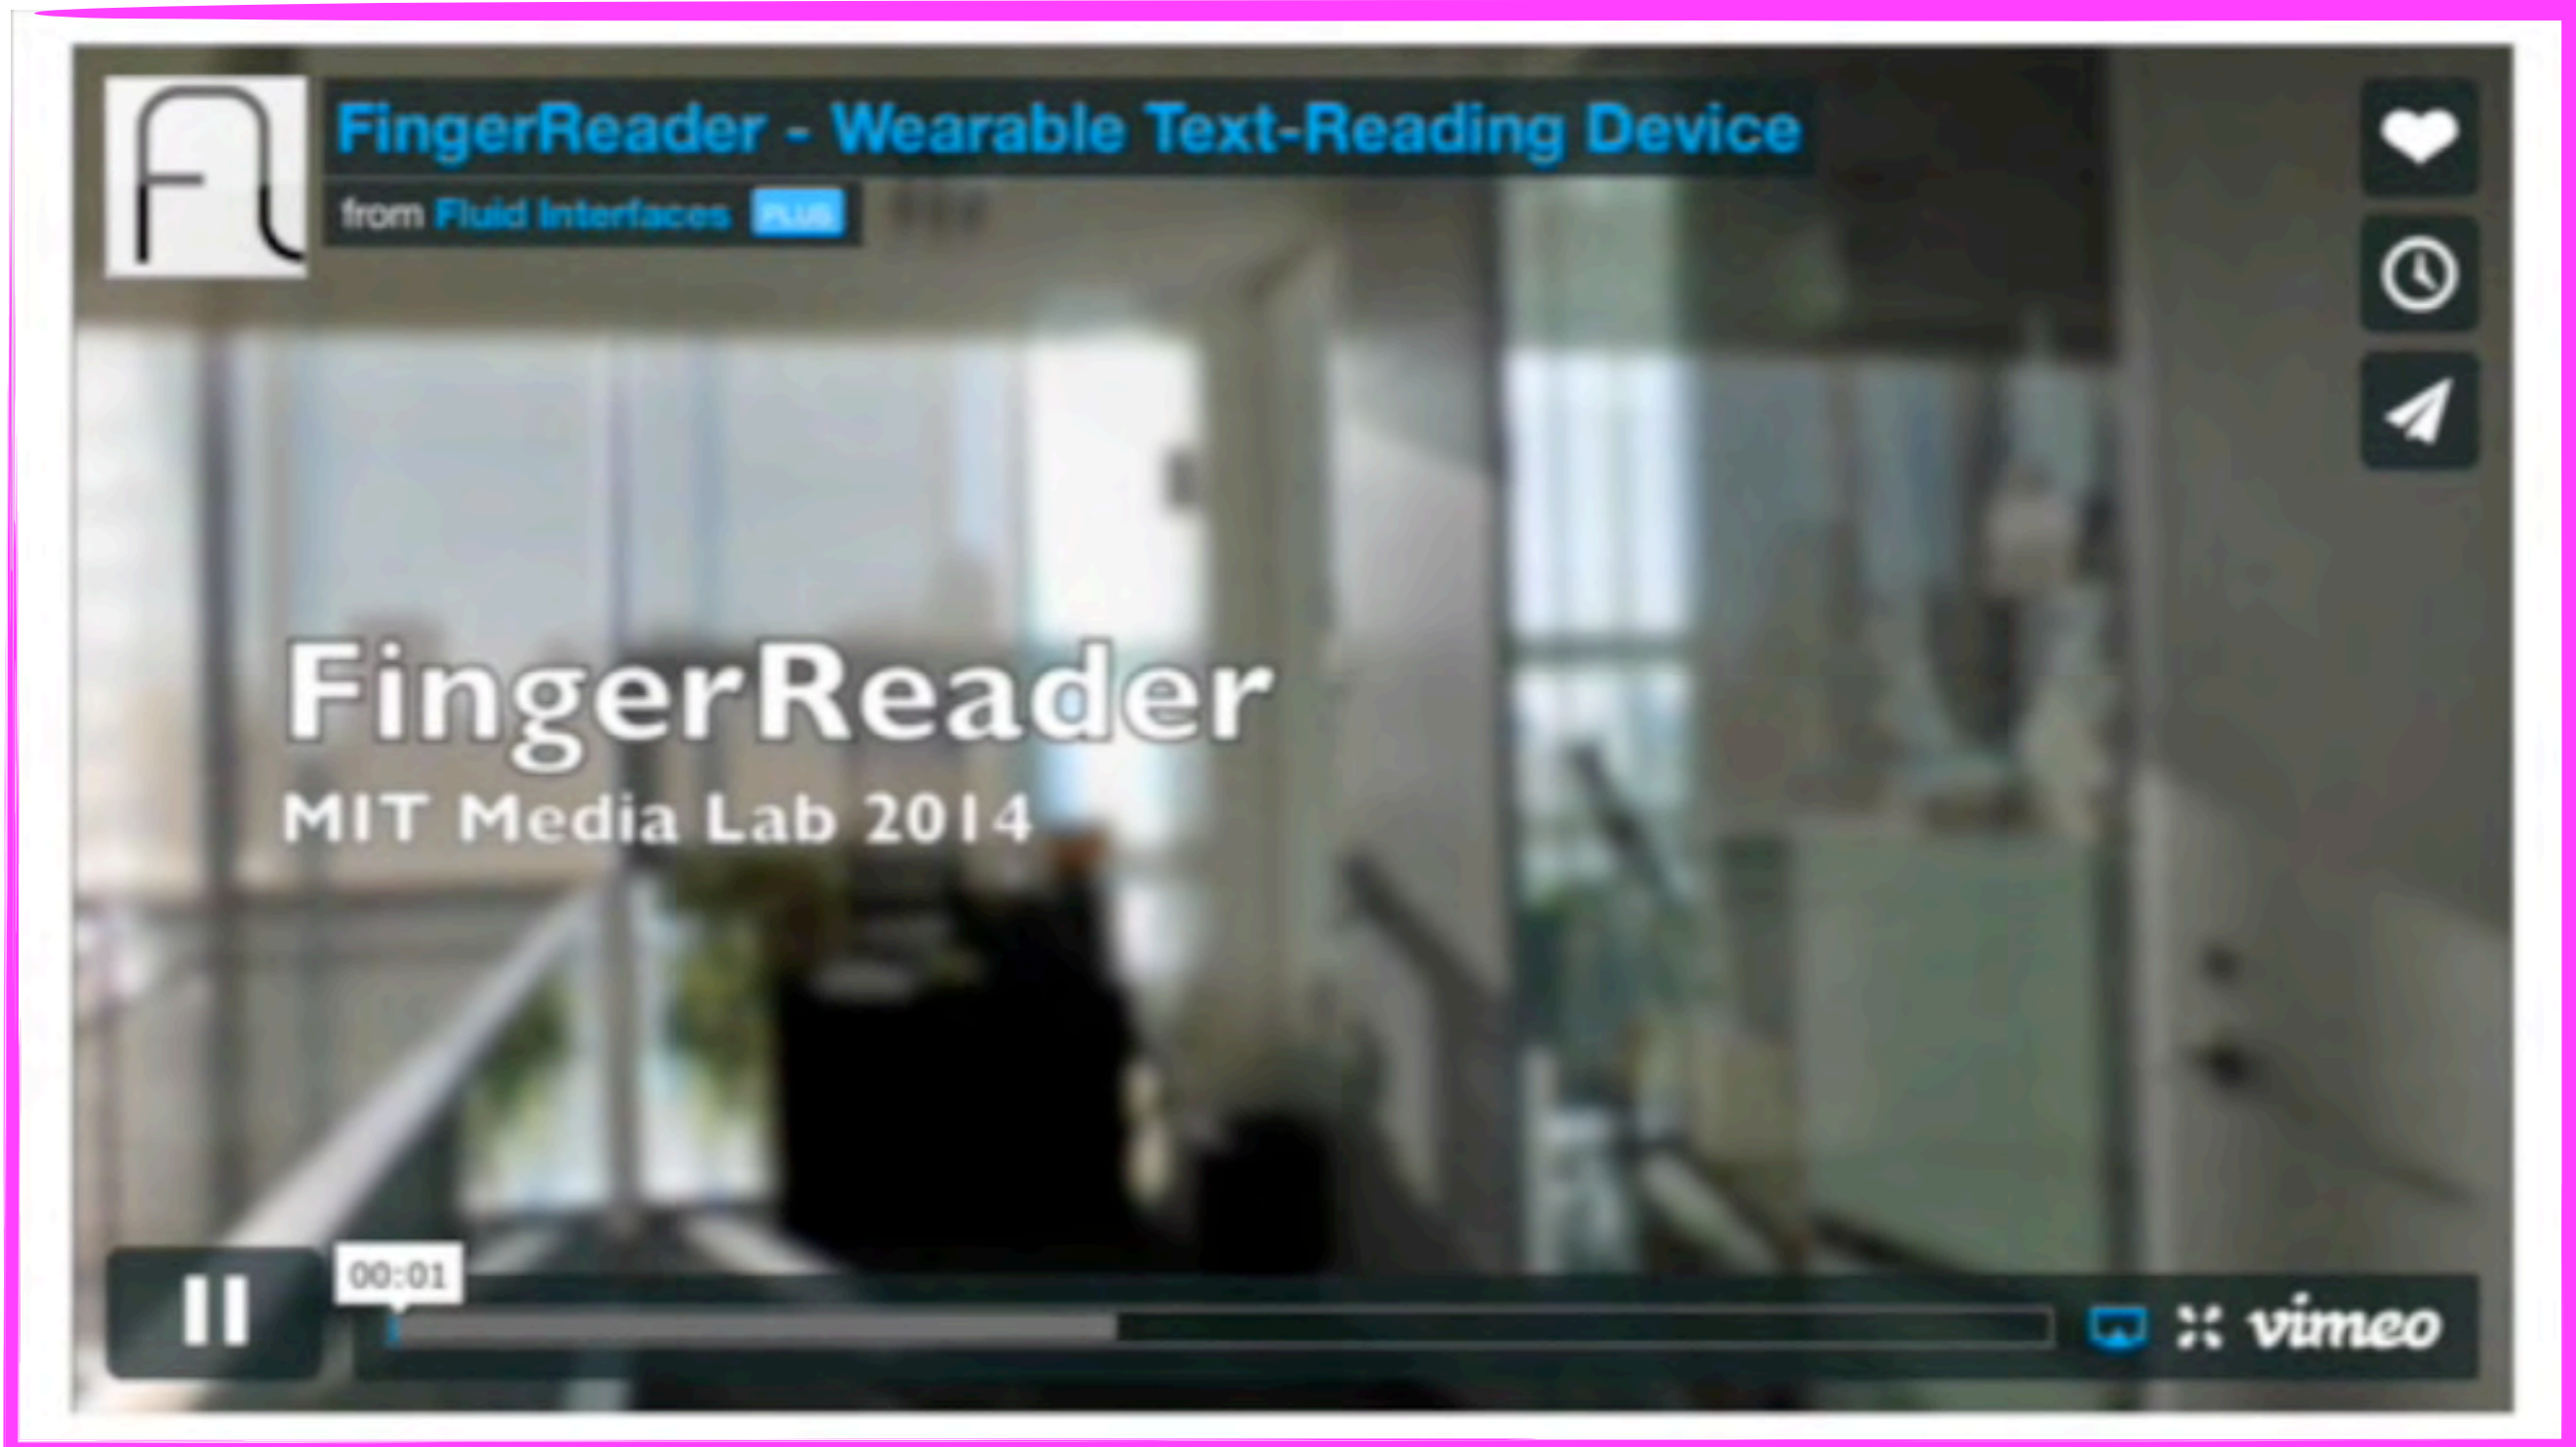 FingerReader - Wearable Text-Reading Device
from Fluid Interfaces PLUS
FingerReader
MIT Media Lab 2014
00:01
vimeo